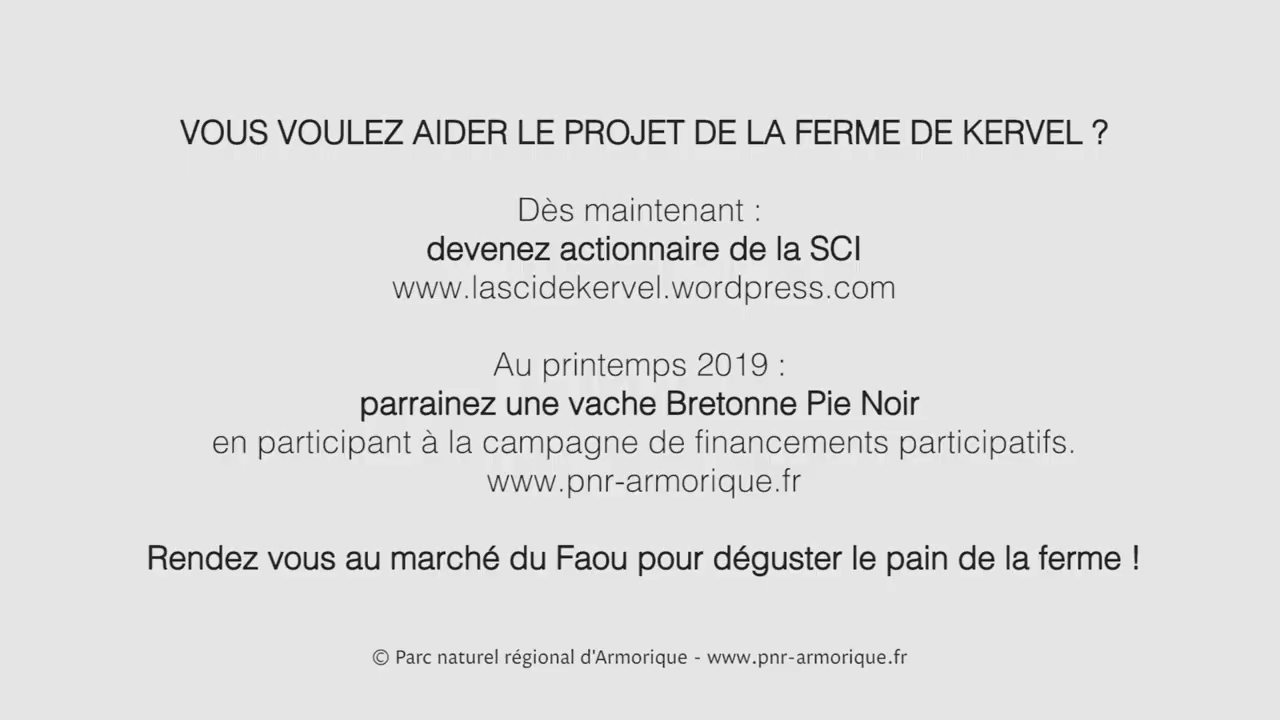 VOUS VOULEZ AIDER LE PROJET DE LA FERME DE KERVEL ?
Dès maintenant :
devenez actionnaire de la SCI
www.lascidekervel.wordpress.com
Au printemps 2019 :
parrainez une vache Bretonne Pie Noir
en participant à la campagne de financements participatifs.
www.pnr-armorique.fr
Rendez vous au marché du Faou pour déguster le pain de la ferme !
© Parc naturel régional d'Armorique - www.pnr-armorique.fr